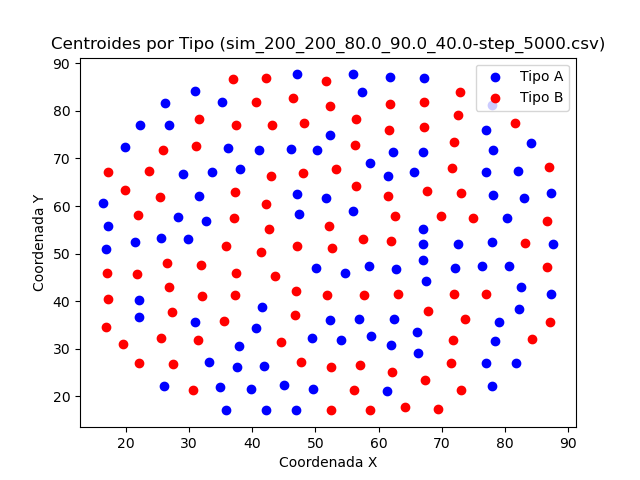 Centroides por Tipo (sim_200_200_80.0_90.0_40.0-step_5000.csv)
Tipo A
Tipo B
90
80
70
60
50
40
30
20
Coordenada Y
20 30 40 50 60 70 80 90
Coordenada X